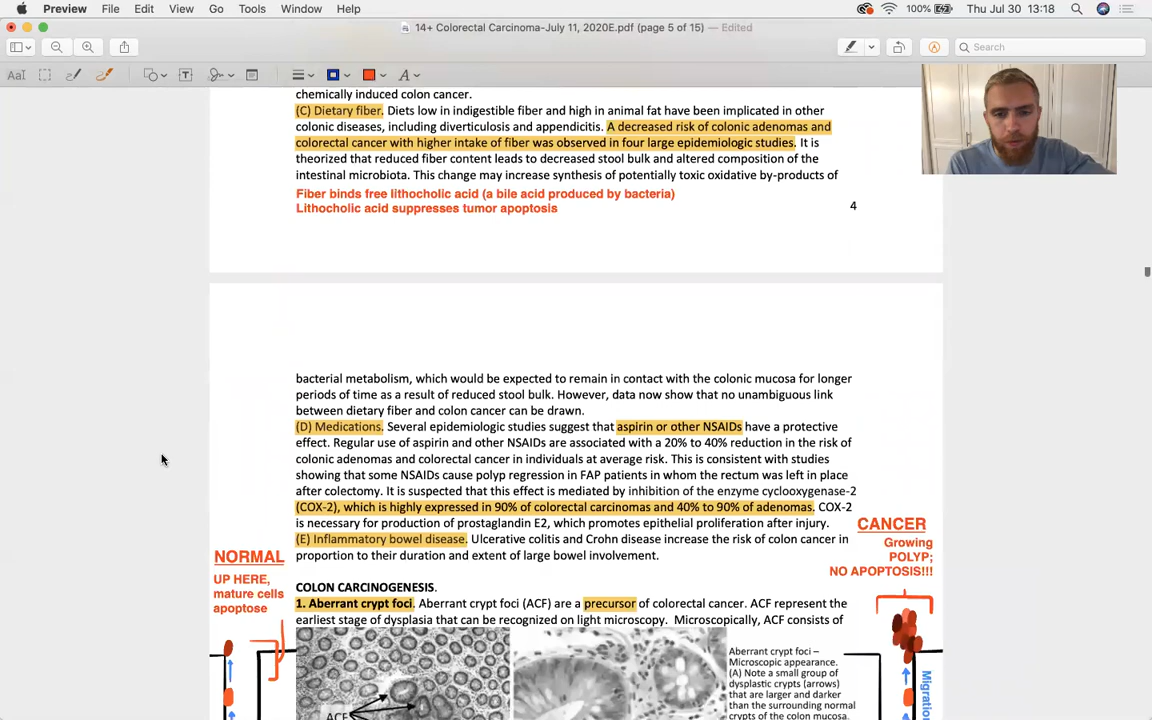 Preview File Edit View Go Tools Window Help 100% Thu Jul 30 13:18
14+ Colorectal Carcinoma-July 11, 2020E.pdf (page 5 of 15) — Edited
Search
chemically induced colon cancer.
(C) Dietary fiber. Diets low in indigestible fiber and high in animal fat have been implicated in other
colonic diseases, including diverticulosis and appendicitis. A decreased risk of colonic adenomas and
colorectal cancer with higher intake of fiber was observed in four large epidemiologic studies. It is
theorized that reduced fiber content leads to decreased stool bulk and altered composition of the
intestinal microbiota. This change may increase synthesis of potentially toxic oxidative by-products of
Fiber binds free lithocholic acid (a bile acid produced by bacteria)
Lithocholic acid suppresses tumor apoptosis
4
bacterial metabolism, which would be expected to remain in contact with the colonic mucosa for longer
periods of time as a result of reduced stool bulk. However, data now show that no unambiguous link
between dietary fiber and colon cancer can be drawn.
(D) Medications. Several epidemiologic studies suggest that aspirin or other NSAIDs have a protective
effect. Regular use of aspirin and other NSAIDs are associated with a 20% to 40% reduction in the risk of
colonic adenomas and colorectal cancer in individuals at average risk. This is consistent with studies
showing that some NSAIDs cause polyp regression in FAP patients in whom the rectum was left in place
after colectomy. It is suspected that this effect is mediated by inhibition of the enzyme cyclooxygenase-2
(COX-2), which is highly expressed in 90% of colorectal carcinomas and 40% to 90% of adenomas. COX-2
is necessary for production of prostaglandin E2, which promotes epithelial proliferation after injury.
(E) Inflammatory bowel disease. Ulcerative colitis and Crohn disease increase the risk of colon cancer in
proportion to their duration and extent of large bowel involvement.
CANCER
Growing
POLYP;
NO APOPTOSIS!!!
NORMAL
UP HERE,
mature cells
apoptose
COLON CARCINOGENESIS.
1. Aberrant crypt foci. Aberrant crypt foci (ACF) are a precursor of colorectal cancer. ACF represent the
earliest stage of dysplasia that can be recognized on light microscopy. Microscopically, ACF consists of
Aberrant crypt foci –
Microscopic appearance.
(A) Note a small group of
dysplastic crypts (arrows)
that are larger and darker
than the surrounding normal
crypts of the colon mucosa.
ACF
Migration